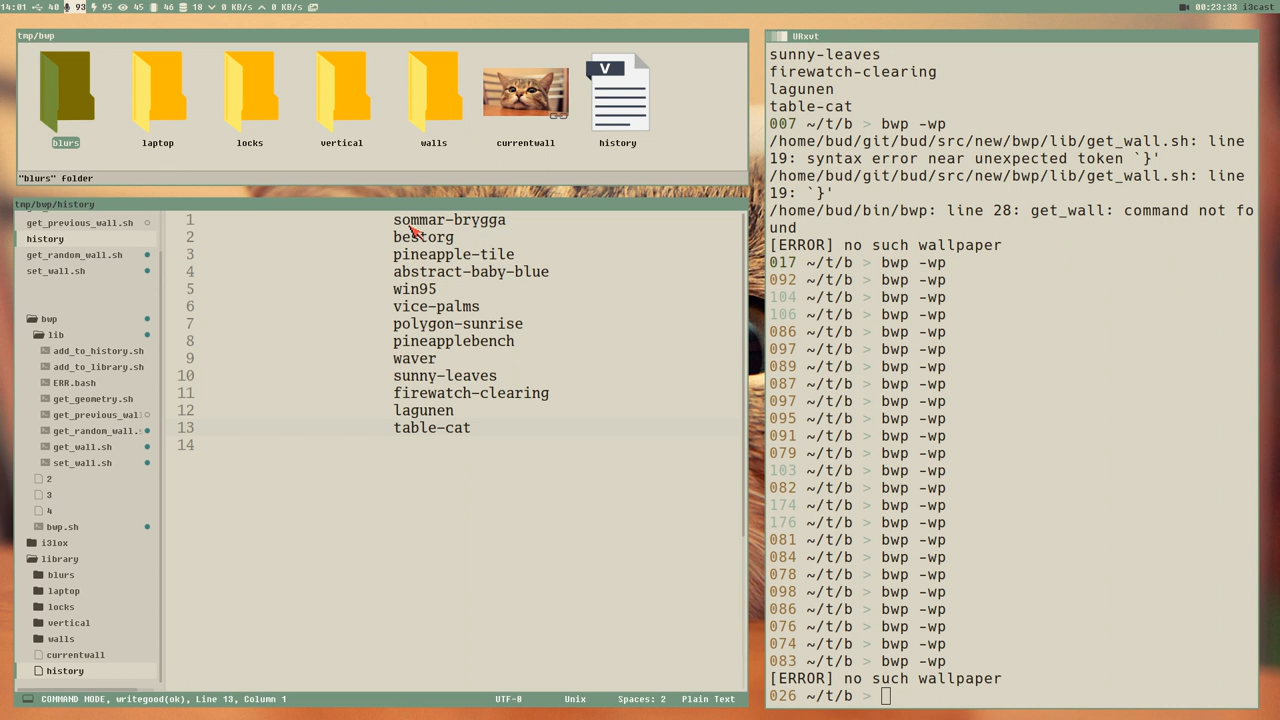 14:01 40 93 95 45 46 18 0 KB/s 0 KB/s
00:23:33 i3cast
tmp/bwp
blurs laptop locks vertical walls currentwall history
V
"blurs" folder
tmp/bwp/history
get_previous_wall.sh
history
get_random_wall.sh
set_wall.sh
bwp
lib
add_to_history.sh
add_to_library.sh
ERR.bash
get_geometry.sh
get_previous_wal
get_random_wall.
get_wall.sh
set_wall.sh
2
3
4
bwp.sh
i3lox
library
blurs
laptop
locks
vertical
walls
currentwall
history
1 sommar-brygga
2 bestorg
3 pineapple-tile
4 abstract-baby-blue
5 win95
6 vice-palms
7 polygon-sunrise
8 pineapplebench
9 waver
10 sunny-leaves
11 firewatch-clearing
12 lagunen
13 table-cat
14
COMMAND MODE, writegood(ok), Line 13, Column 1 UTF-8 Unix Spaces: 2 Plain Text
URxvt
sunny-leaves
firewatch-clearing
lagunen
table-cat
007 ~/t/b > bwp -wp
/home/bud/git/bud/src/new/bwp/lib/get_wall.sh: line
19: syntax error near unexpected token `}'
/home/bud/git/bud/src/new/bwp/lib/get_wall.sh: line
19: `}'
/home/bud/bin/bwp: line 28: get_wall: command not fo
und
[ERROR] no such wallpaper
017 ~/t/b > bwp -wp
092 ~/t/b > bwp -wp
104 ~/t/b > bwp -wp
106 ~/t/b > bwp -wp
086 ~/t/b > bwp -wp
097 ~/t/b > bwp -wp
089 ~/t/b > bwp -wp
087 ~/t/b > bwp -wp
097 ~/t/b > bwp -wp
095 ~/t/b > bwp -wp
091 ~/t/b > bwp -wp
079 ~/t/b > bwp -wp
103 ~/t/b > bwp -wp
082 ~/t/b > bwp -wp
174 ~/t/b > bwp -wp
176 ~/t/b > bwp -wp
081 ~/t/b > bwp -wp
084 ~/t/b > bwp -wp
078 ~/t/b > bwp -wp
098 ~/t/b > bwp -wp
086 ~/t/b > bwp -wp
076 ~/t/b > bwp -wp
074 ~/t/b > bwp -wp
083 ~/t/b > bwp -wp
[ERROR] no such wallpaper
026 ~/t/b >